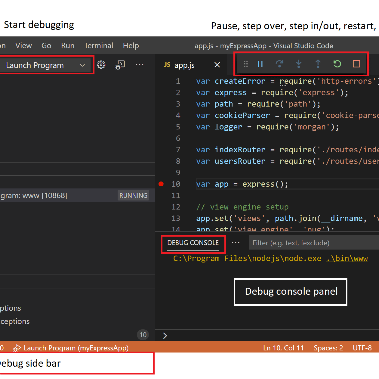 Start debugging
Pause, step over, step in/out, restart,
on View Go Run Terminal Help
app.js - myExpressApp - Visual Studio Code
Launch Program
JS app.js
1 var createError = require('http-errors'
2 var express = require('express');
3 var path = require('path');
4 var cookieParser = require('cookie-parse
5 var logger = require('morgan');
6
7 var indexRouter = require('./routes/inde
8 var usersRouter = require('./routes/user
9
10 var app = express();
11
12 // view engine setup
13 app.set('views', path.join(__dirname, 'v
14 app.set('view engine', 'pug');
gram: www [10868] RUNNING
DEBUG CONSOLE ··· Filter (e.g. text, !exclude)
C:\Program Files\nodejs\node.exe .\bin\www
Debug console panel
ptions
ceptions
10
0 Launch Program (myExpressApp) Ln 10, Col 11 Spaces: 2 UTF-8
ebug side bar